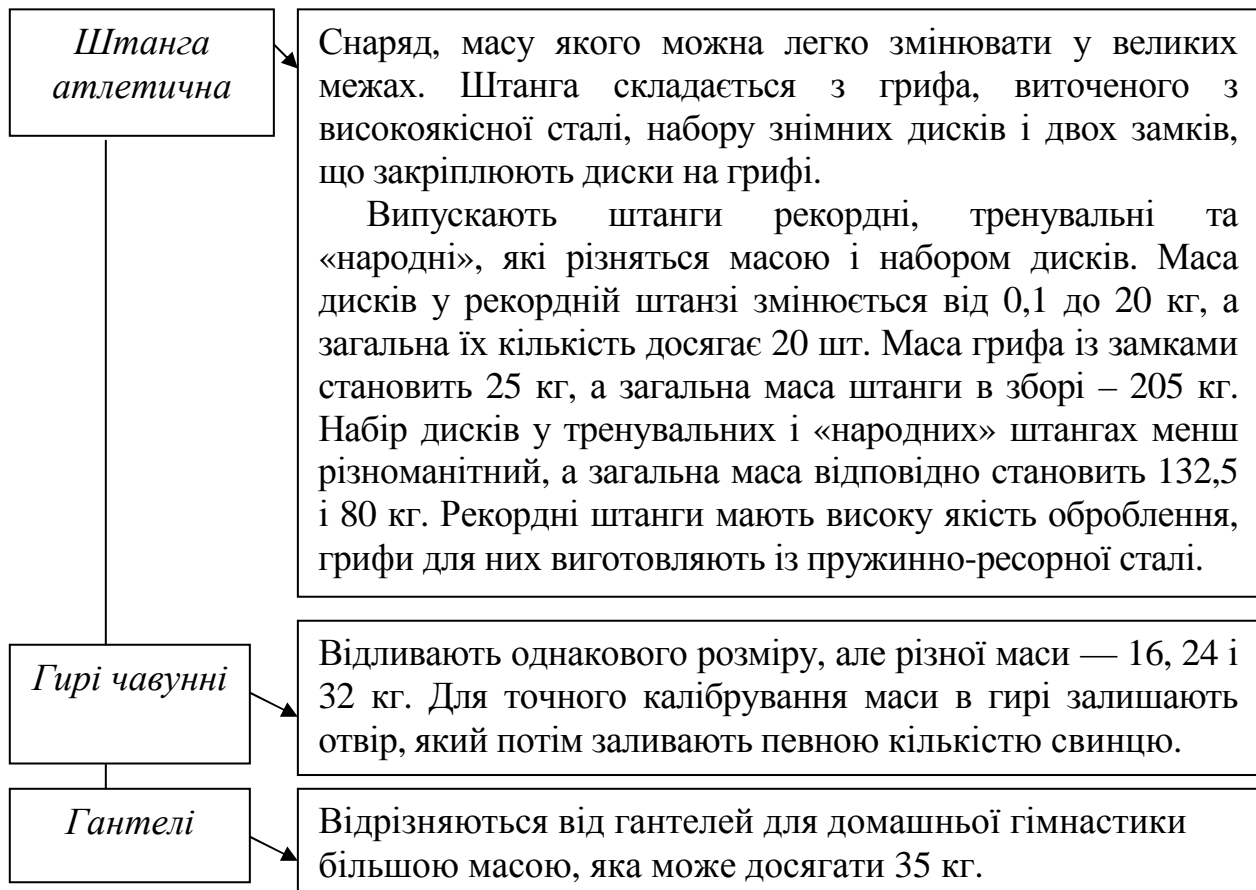 Штанга
атлетична
Снаряд, масу якого можна легко змінювати у великих
межах. Штанга складається з грифа, виточеного з
високоякісної сталі, набору знімних дисків і двох замків,
що закріплюють диски на грифі.
Випускають штанги рекордні, тренувальні та
«народні», які різняться масою і набором дисків. Маса
дисків у рекордній штанзі змінюється від 0,1 до 20 кг, а
загальна їх кількість досягає 20 шт. Маса грифа із замками
становить 25 кг, а загальна маса штанги в зборі – 205 кг.
Набір дисків у тренувальних і «народних» штангах менш
різноманітний, а загальна маса відповідно становить 132,5
і 80 кг. Рекордні штанги мають високу якість оброблення,
грифи для них виготовляють із пружинно-ресорної сталі.
Гирі чавунні
Відливають однакового розміру, але різної маси — 16, 24 і
32 кг. Для точного калібрування маси в гирі залишають
отвір, який потім заливають певною кількістю свинцю.
Гантелі
Відрізняються від гантелей для домашньої гімнастики
більшою масою, яка може досягати 35 кг.